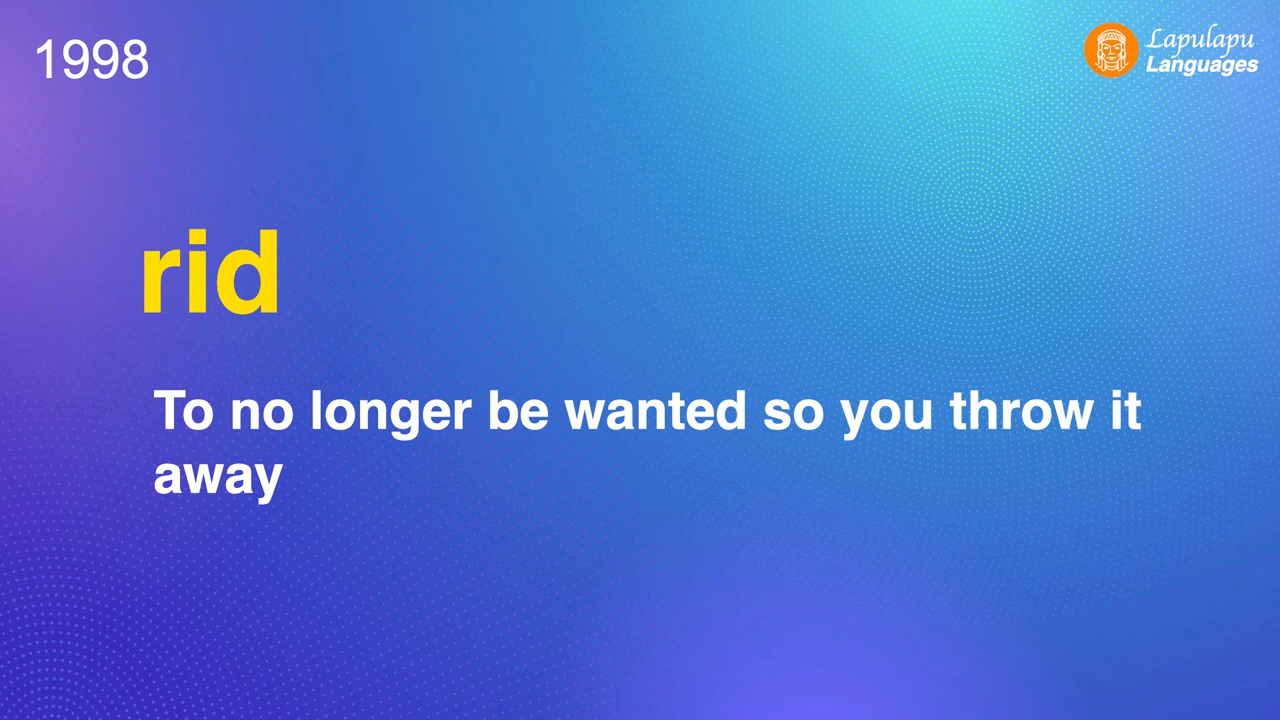 1998
Lapulapu
Languages
rid
To no longer be wanted so you throw it
away